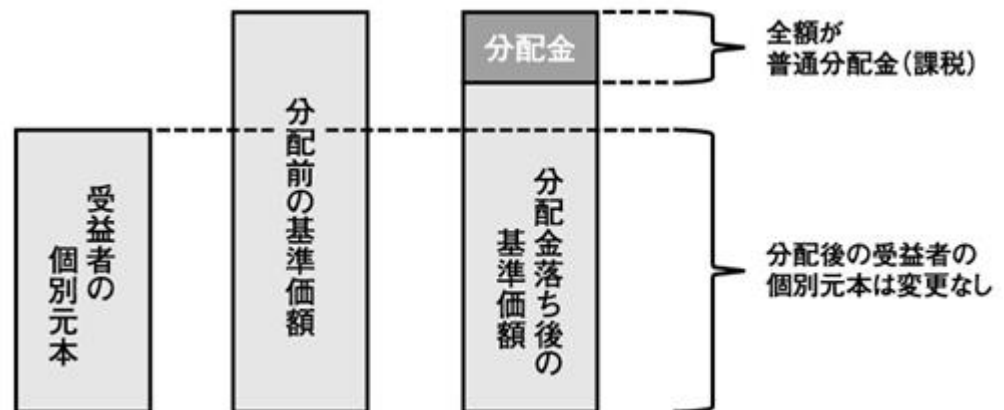 受益者の
個別元本
分配前の基準価額
分配金
分配金落ち後の
基準価額
全額が
普通分配金(課税)
分配後の受益者の
個別元本は変更なし